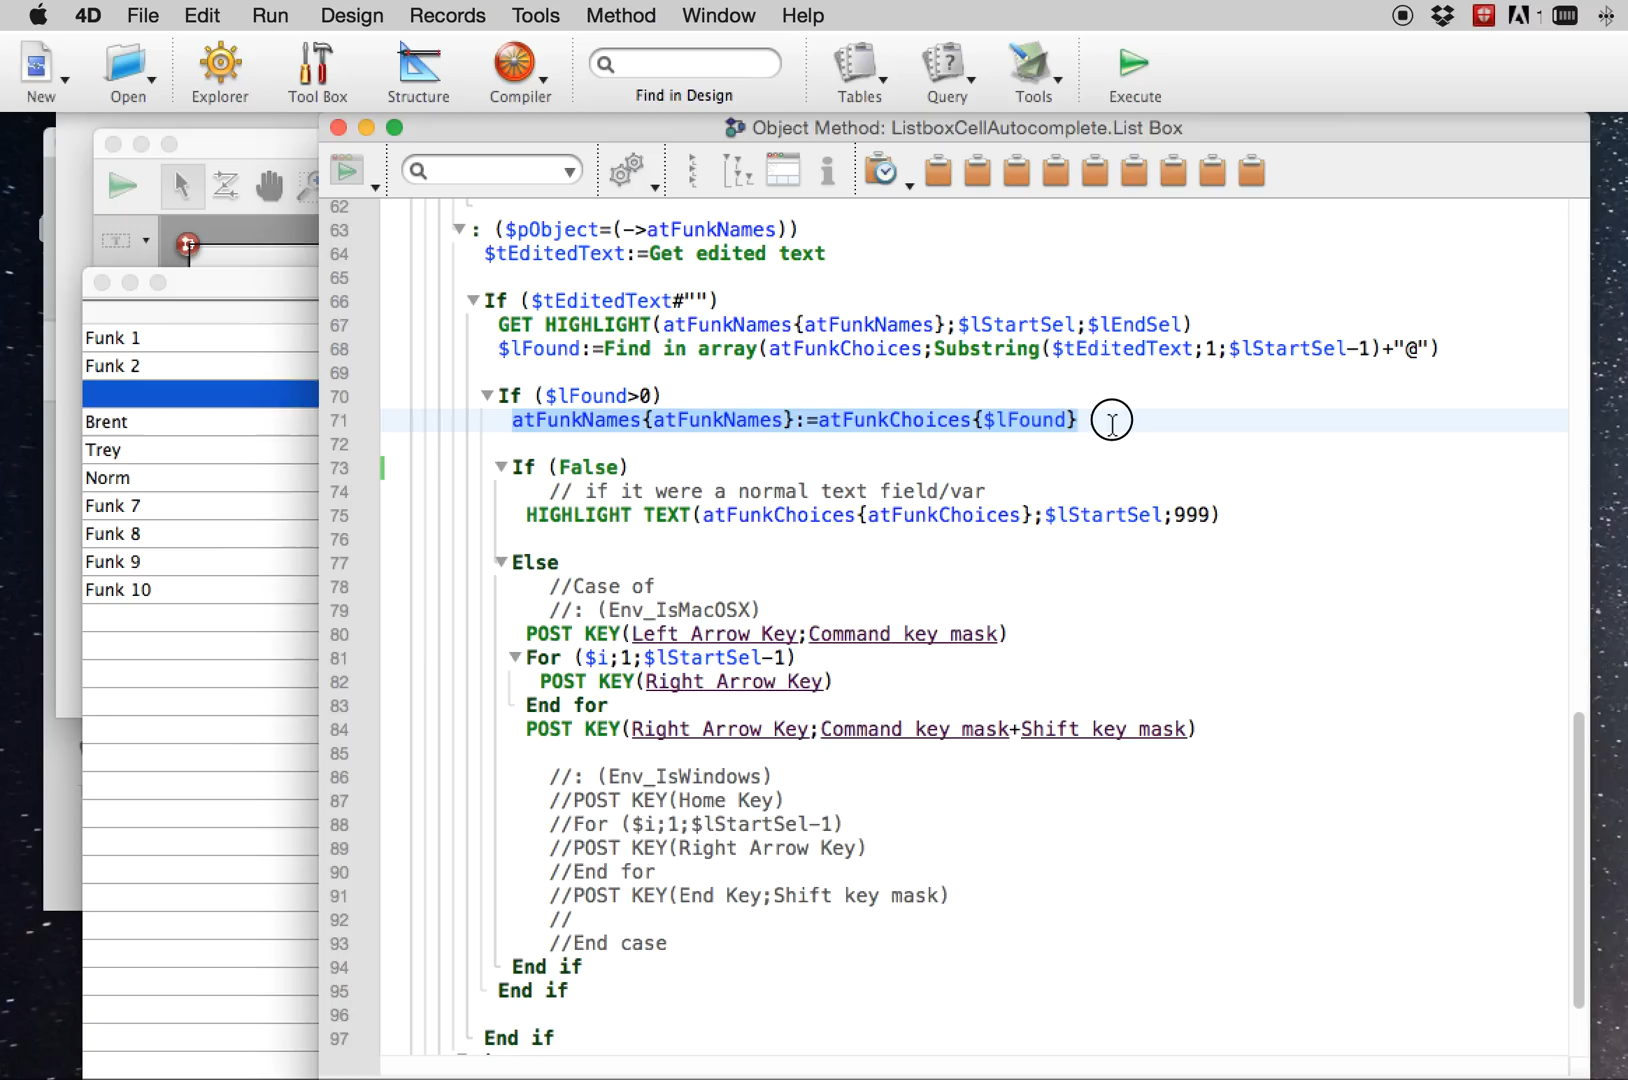 4D File Edit Run Design Records Tools Method Window Help
New Open Explorer Tool Box Structure Compiler Find in Design Tables Query Tools Execute
Object Method: ListboxCellAutocomplete.List Box
Funk 1
Funk 2
Brent
Trey
Norm
Funk 7
Funk 8
Funk 9
Funk 10
62
63 : ($pObject=(->atFunkNames))
64 $tEditedText:=Get edited text
65
66 If ($tEditedText#"")
67 GET HIGHLIGHT(atFunkNames{atFunkNames};$lStartSel;$lEndSel)
68 $lFound:=Find in array(atFunkChoices;Substring($tEditedText;1;$lStartSel-1)+"@")
69
70 If ($lFound>0)
71 atFunkNames{atFunkNames}:=atFunkChoices{$lFound}
72
73 If (False)
74 // if it were a normal text field/var
75 HIGHLIGHT TEXT(atFunkChoices{atFunkChoices};$lStartSel;999)
76
77 Else
78 //Case of
79 //: (Env_IsMacOSX)
80 POST KEY(Left Arrow Key;Command key mask)
81 For ($i;1;$lStartSel-1)
82 POST KEY(Right Arrow Key)
83 End for
84 POST KEY(Right Arrow Key;Command key mask+Shift key mask)
85
86 //: (Env_IsWindows)
87 //POST KEY(Home Key)
88 //For ($i;1;$lStartSel-1)
89 //POST KEY(Right Arrow Key)
90 //End for
91 //POST KEY(End Key;Shift key mask)
92 //
93 //End case
94 End if
95 End if
96
97 End if